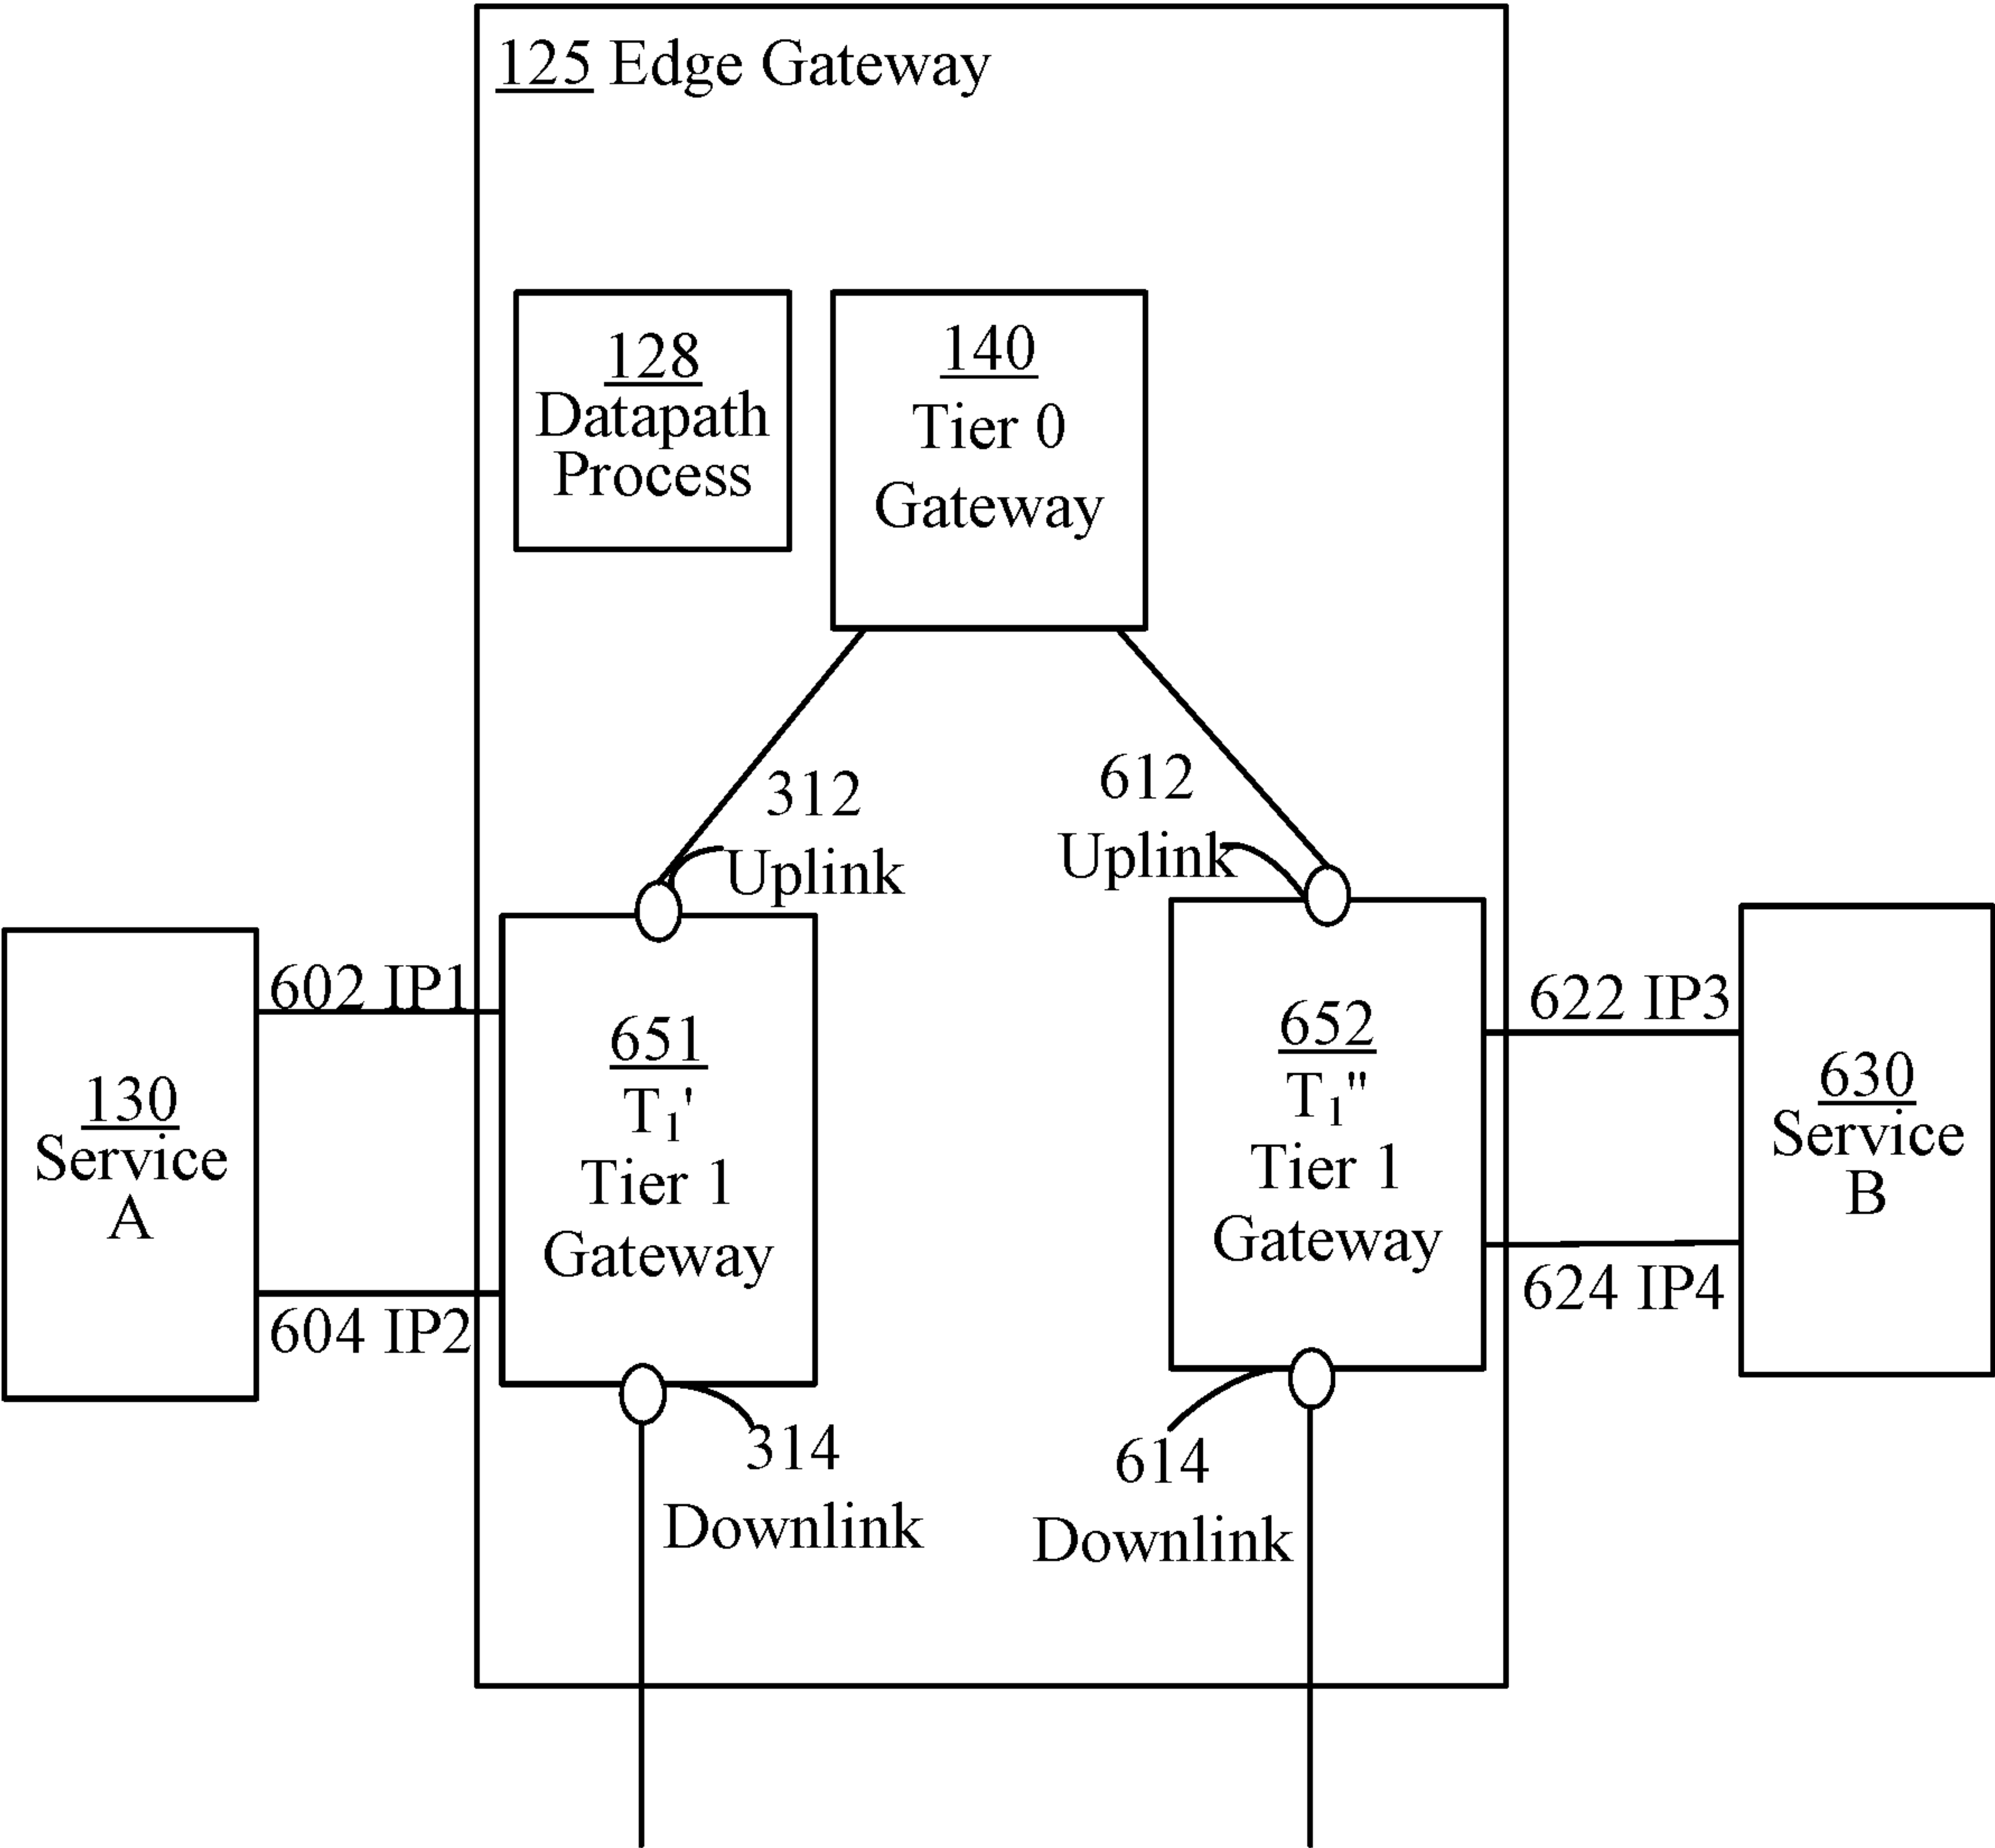 125 Edge Gateway
128
Datapath
Process
140
Tier 0
Gateway
312
Uplink
612
Uplink
602 IP1
604 IP2
130
Service
A
651
T1'
Tier 1
Gateway
652
T1"
Tier 1
Gateway
622 IP3
624 IP4
630
Service
B
314
Downlink
614
Downlink